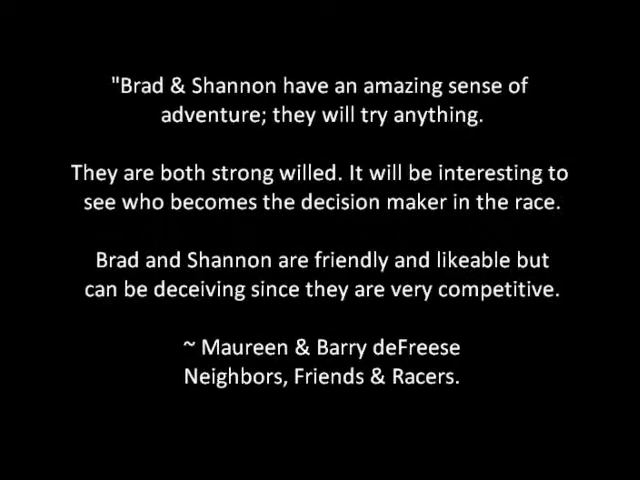 "Brad & Shannon have an amazing sense of
adventure; they will try anything.
They are both strong willed. It will be interesting to
see who becomes the decision maker in the race.
Brad and Shannon are friendly and likeable but
can be deceiving since they are very competitive.
~ Maureen & Barry deFreese
Neighbors, Friends & Racers.